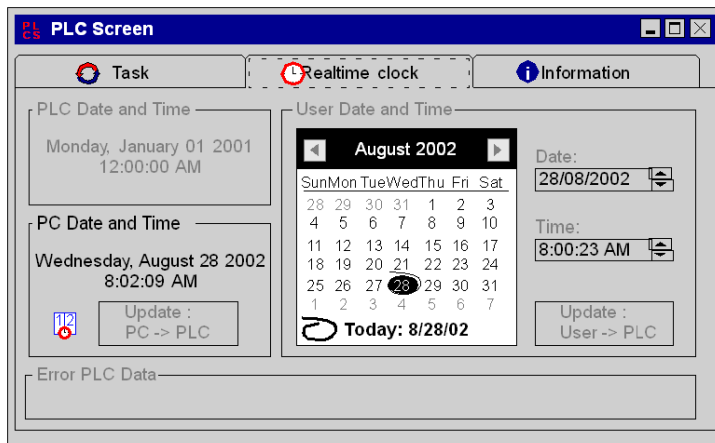 PLCS PLC Screen
Task
Realtime clock
Information
PLC Date and Time
Monday, January 01 2001
12:00:00 AM
PC Date and Time
Wednesday, August 28 2002
8:02:09 AM
12
Update :
PC -> PLC
User Date and Time
August 2002
Sun Mon Tue Wed Thu Fri Sat
28 29 30 31 1 2 3
4 5 6 7 8 9 10
11 12 13 14 15 16 17
18 19 20 21 22 23 24
25 26 27 28 29 30 31
1 2 3 4 5 6 7
Today: 8/28/02
Date:
28/08/2002
Time:
8:00:23 AM
Update :
User -> PLC
Error PLC Data